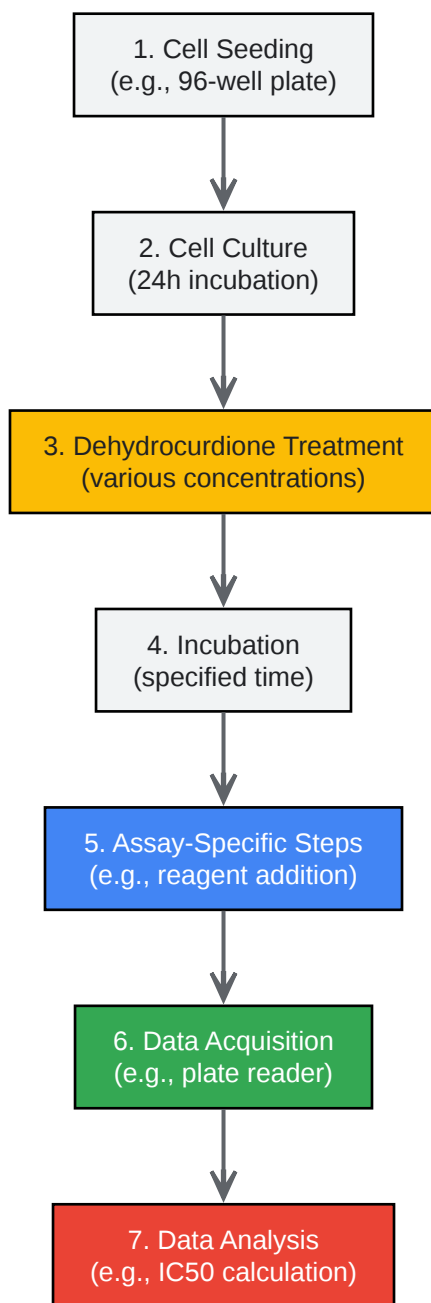 1. Cell Seeding
(e.g., 96-well plate)
2. Cell Culture
(24h incubation)
3. Dehydrocurdione Treatment
(various concentrations)
4. Incubation
(specified time)
5. Assay-Specific Steps
(e.g., reagent addition)
6. Data Acquisition
(e.g., plate reader)
7. Data Analysis
(e.g., IC50 calculation)